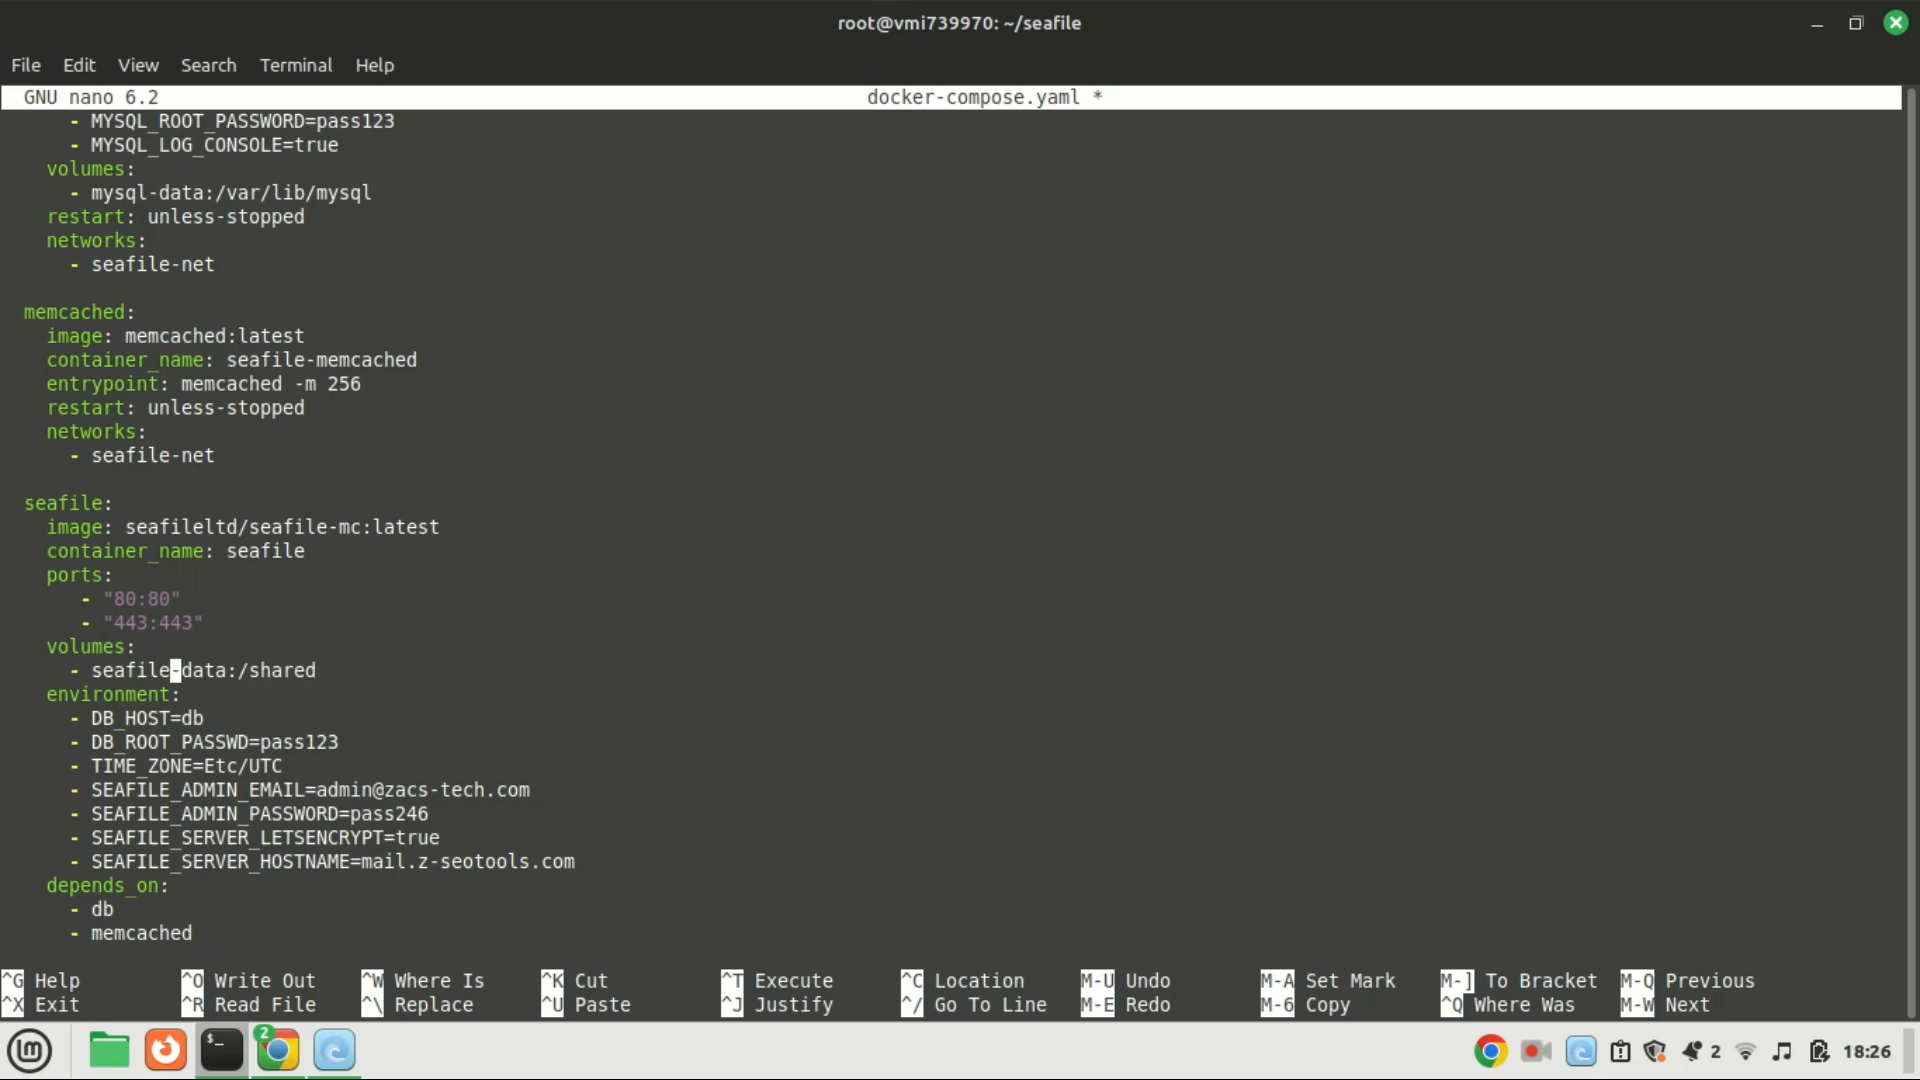 root@vmi739970: ~/seafile
File Edit View Search Terminal Help
GNU nano 6.2 docker-compose.yaml *
      - MYSQL_ROOT_PASSWORD=pass123
      - MYSQL_LOG_CONSOLE=true
    volumes:
      - mysql-data:/var/lib/mysql
    restart: unless-stopped
    networks:
      - seafile-net
  memcached:
    image: memcached:latest
    container_name: seafile-memcached
    entrypoint: memcached -m 256
    restart: unless-stopped
    networks:
      - seafile-net
  seafile:
    image: seafileltd/seafile-mc:latest
    container_name: seafile
    ports:
       - "80:80"
       - "443:443"
    volumes:
      - seafile-data:/shared
    environment:
      - DB_HOST=db
      - DB_ROOT_PASSWD=pass123
      - TIME_ZONE=Etc/UTC
      - SEAFILE_ADMIN_EMAIL=admin@zacs-tech.com
      - SEAFILE_ADMIN_PASSWORD=pass246
      - SEAFILE_SERVER_LETSENCRYPT=true
      - SEAFILE_SERVER_HOSTNAME=mail.z-seotools.com
    depends_on:
      - db
      - memcached
^G Help ^O Write Out ^W Where Is ^K Cut ^T Execute ^C Location M-U Undo M-A Set Mark M-] To Bracket M-Q Previous
^X Exit ^R Read File ^\ Replace ^U Paste ^J Justify ^/ Go To Line M-E Redo M-6 Copy ^Q Where Was M-W Next
$_ 2 2 18:26